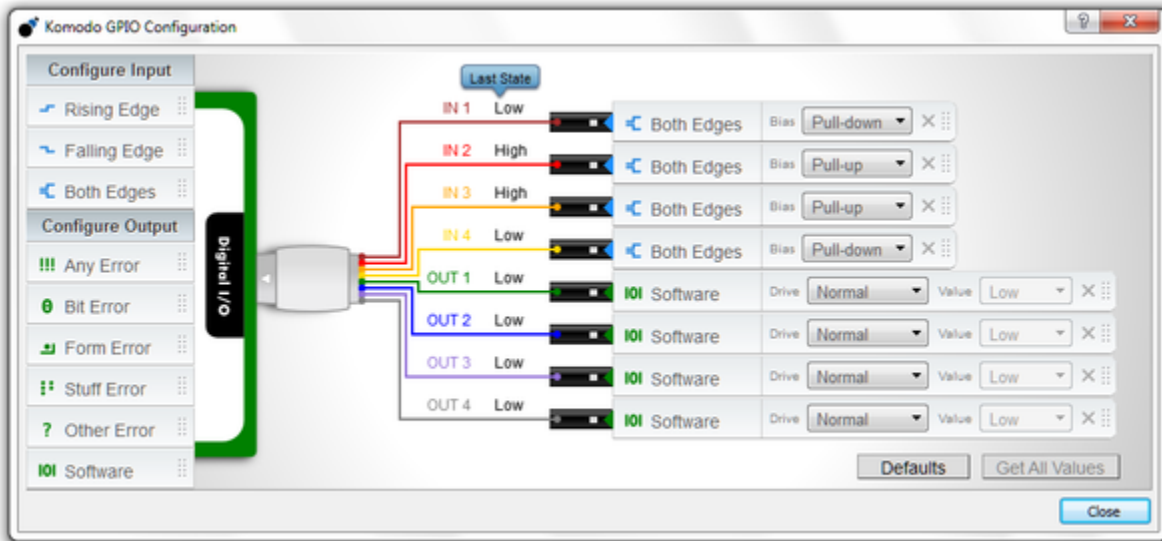 Komodo GPIO Configuration
Configure Input
Rising Edge
Falling Edge
Both Edges
Configure Output
!!! Any Error
θ Bit Error
Form Error
Stuff Error
? Other Error
IOI Software
Digital I/O
Last State
IN 1 Low Both Edges Bias Pull-down
IN 2 High Both Edges Bias Pull-up
IN 3 High Both Edges Bias Pull-up
IN 4 Low Both Edges Bias Pull-down
OUT 1 Low IOI Software Drive Normal Value Low
OUT 2 Low IOI Software Drive Normal Value Low
OUT 3 Low IOI Software Drive Normal Value Low
OUT 4 Low IOI Software Drive Normal Value Low
Defaults Get All Values
Close